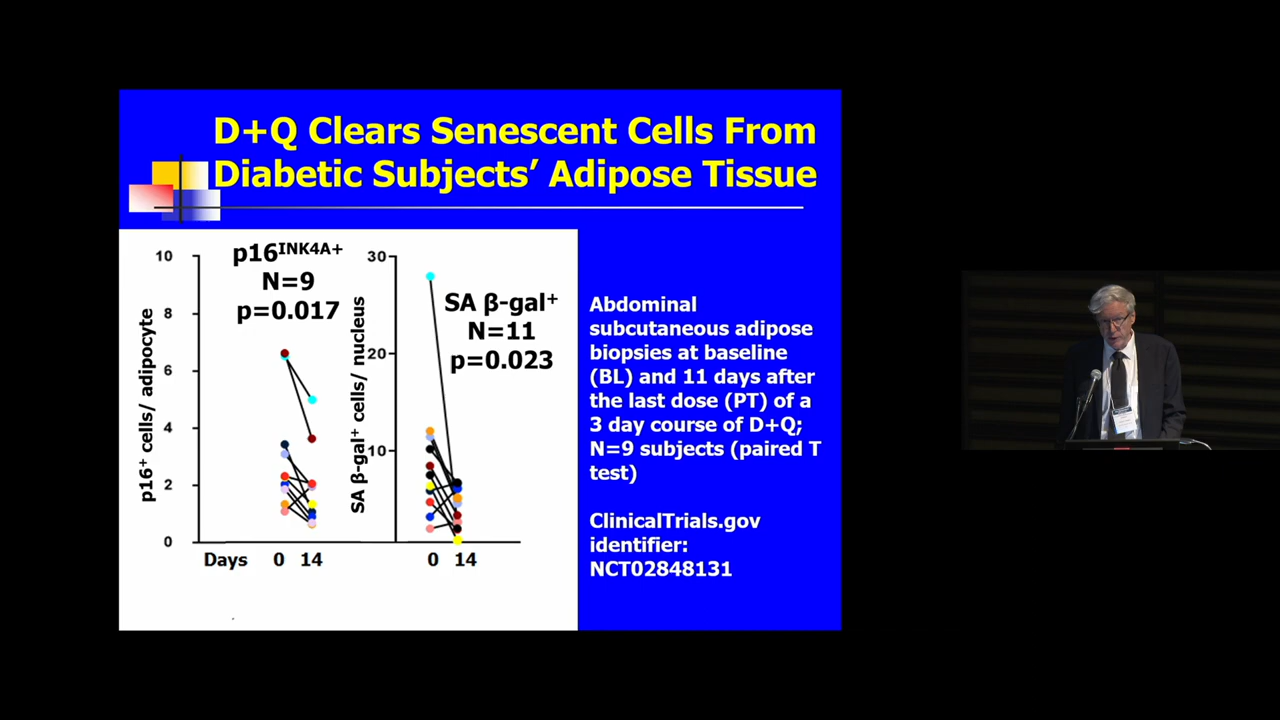 D+Q Clears Senescent Cells From
Diabetic Subjects’ Adipose Tissue
p16INK4A+
N=9
p=0.017
p16+ cells/ adipocyte
10
8
6
4
2
0
Days 0 14
SA β-gal+
N=11
p=0.023
SA β-gal+ cells/ nucleus
30
20
10
0 14
Abdominal
subcutaneous adipose
biopsies at baseline
(BL) and 11 days after
the last dose (PT) of a
3 day course of D+Q;
N=9 subjects (paired T
test)
ClinicalTrials.gov
identifier:
NCT02848131